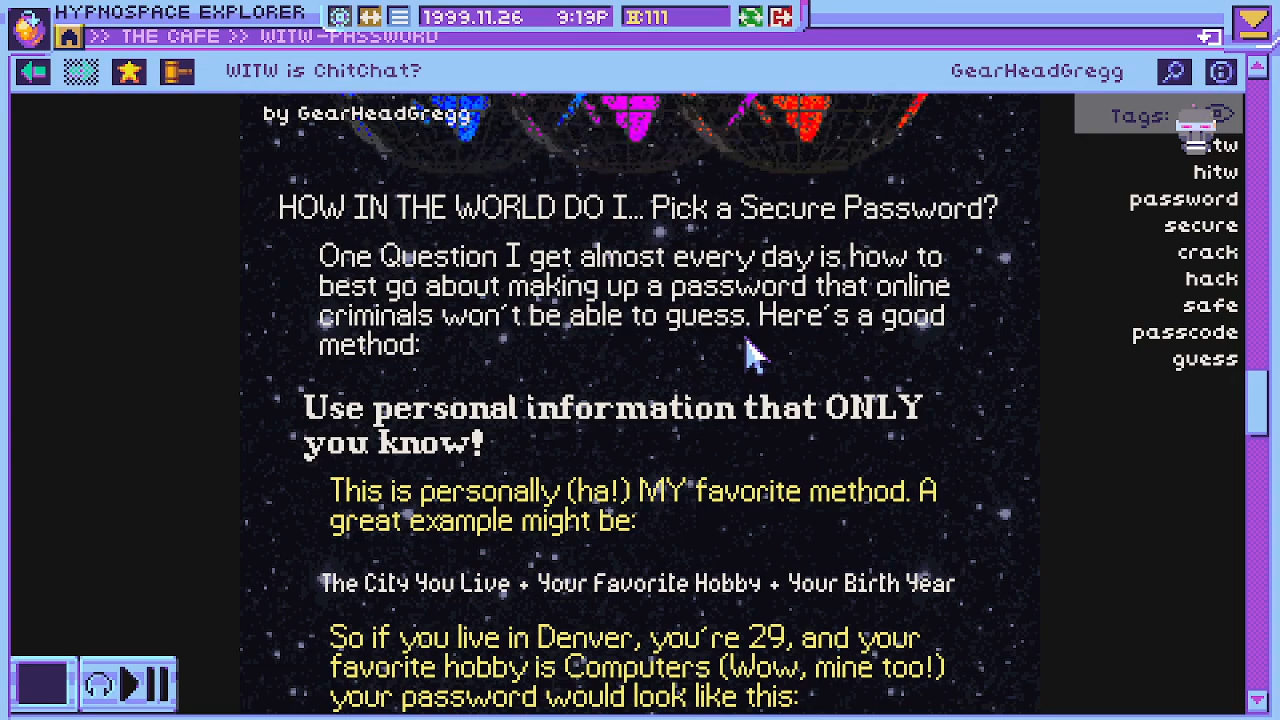 HYPNOSPACE EXPLORER
1999.11.26 9:19P
111
>> THE CAFE >> WITW-PASSWORD
WITW is ChitChat?
GearHeadGregg
by GearHeadGregg
Tags:
hitw
password
secure
crack
hack
safe
passcode
guess
HOW IN THE WORLD DO I... Pick a Secure Password?
One Question I get almost every day is how to
best go about making up a password that online
criminals won't be able to guess. Here's a good
method:
Use personal information that ONLY
you know!
This is personally (ha!) MY favorite method. A
great example might be:
The City You Live + Your Favorite Hobby + Your Birth Year
So if you live in Denver, you're 29, and your
favorite hobby is Computers (Wow, mine too!)
your password would look like this: